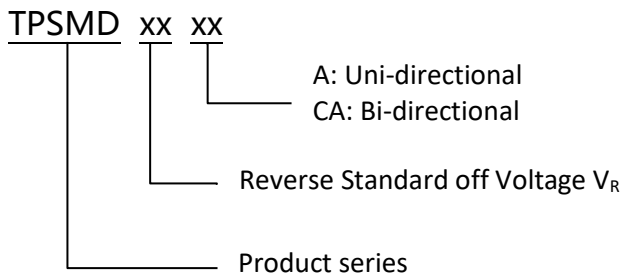 TPSMD xx xx
A: Uni-directional
CA: Bi-directional
Reverse Standard off Voltage VR
Product series